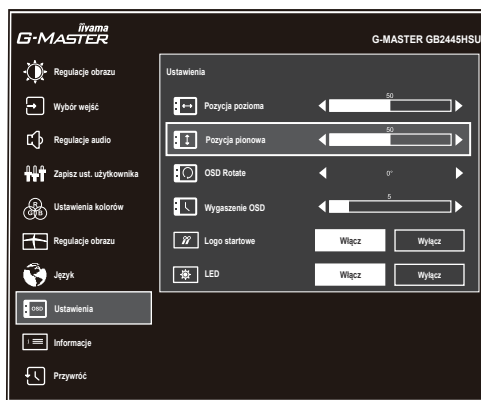 iiyama
G-MASTER
G-MASTER GB2445HSU
Regulacje obrazu
Wybór wejść
Regulacje audio
Zapisz ust. użytkownika
R
G B
Ustawienia kolorów
Regulacje obrazu
Język
OSD
Ustawienia
Informacje
Przywróć
Ustawienia
Pozycja pozioma
50
Pozycja pionowa
50
OSD Rotate
0°
Wygaszenie OSD
5
Logo startowe
Włącz
Wyłącz
LED
Włącz
Wyłącz